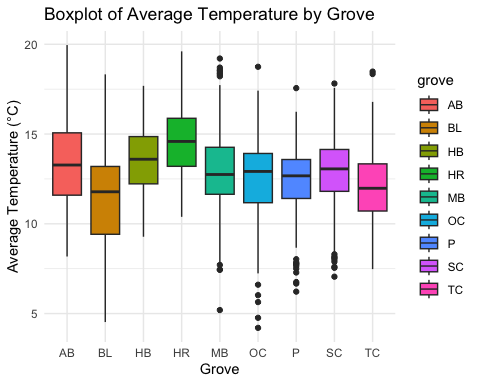 Boxplot of Average Temperature by Grove
Average Temperature (°C)
20
15
10
5
AB
BL
HB
HR
MB
OC
P
SC
TC
Grove
grove
AB
BL
HB
HR
MB
OC
P
SC
TC